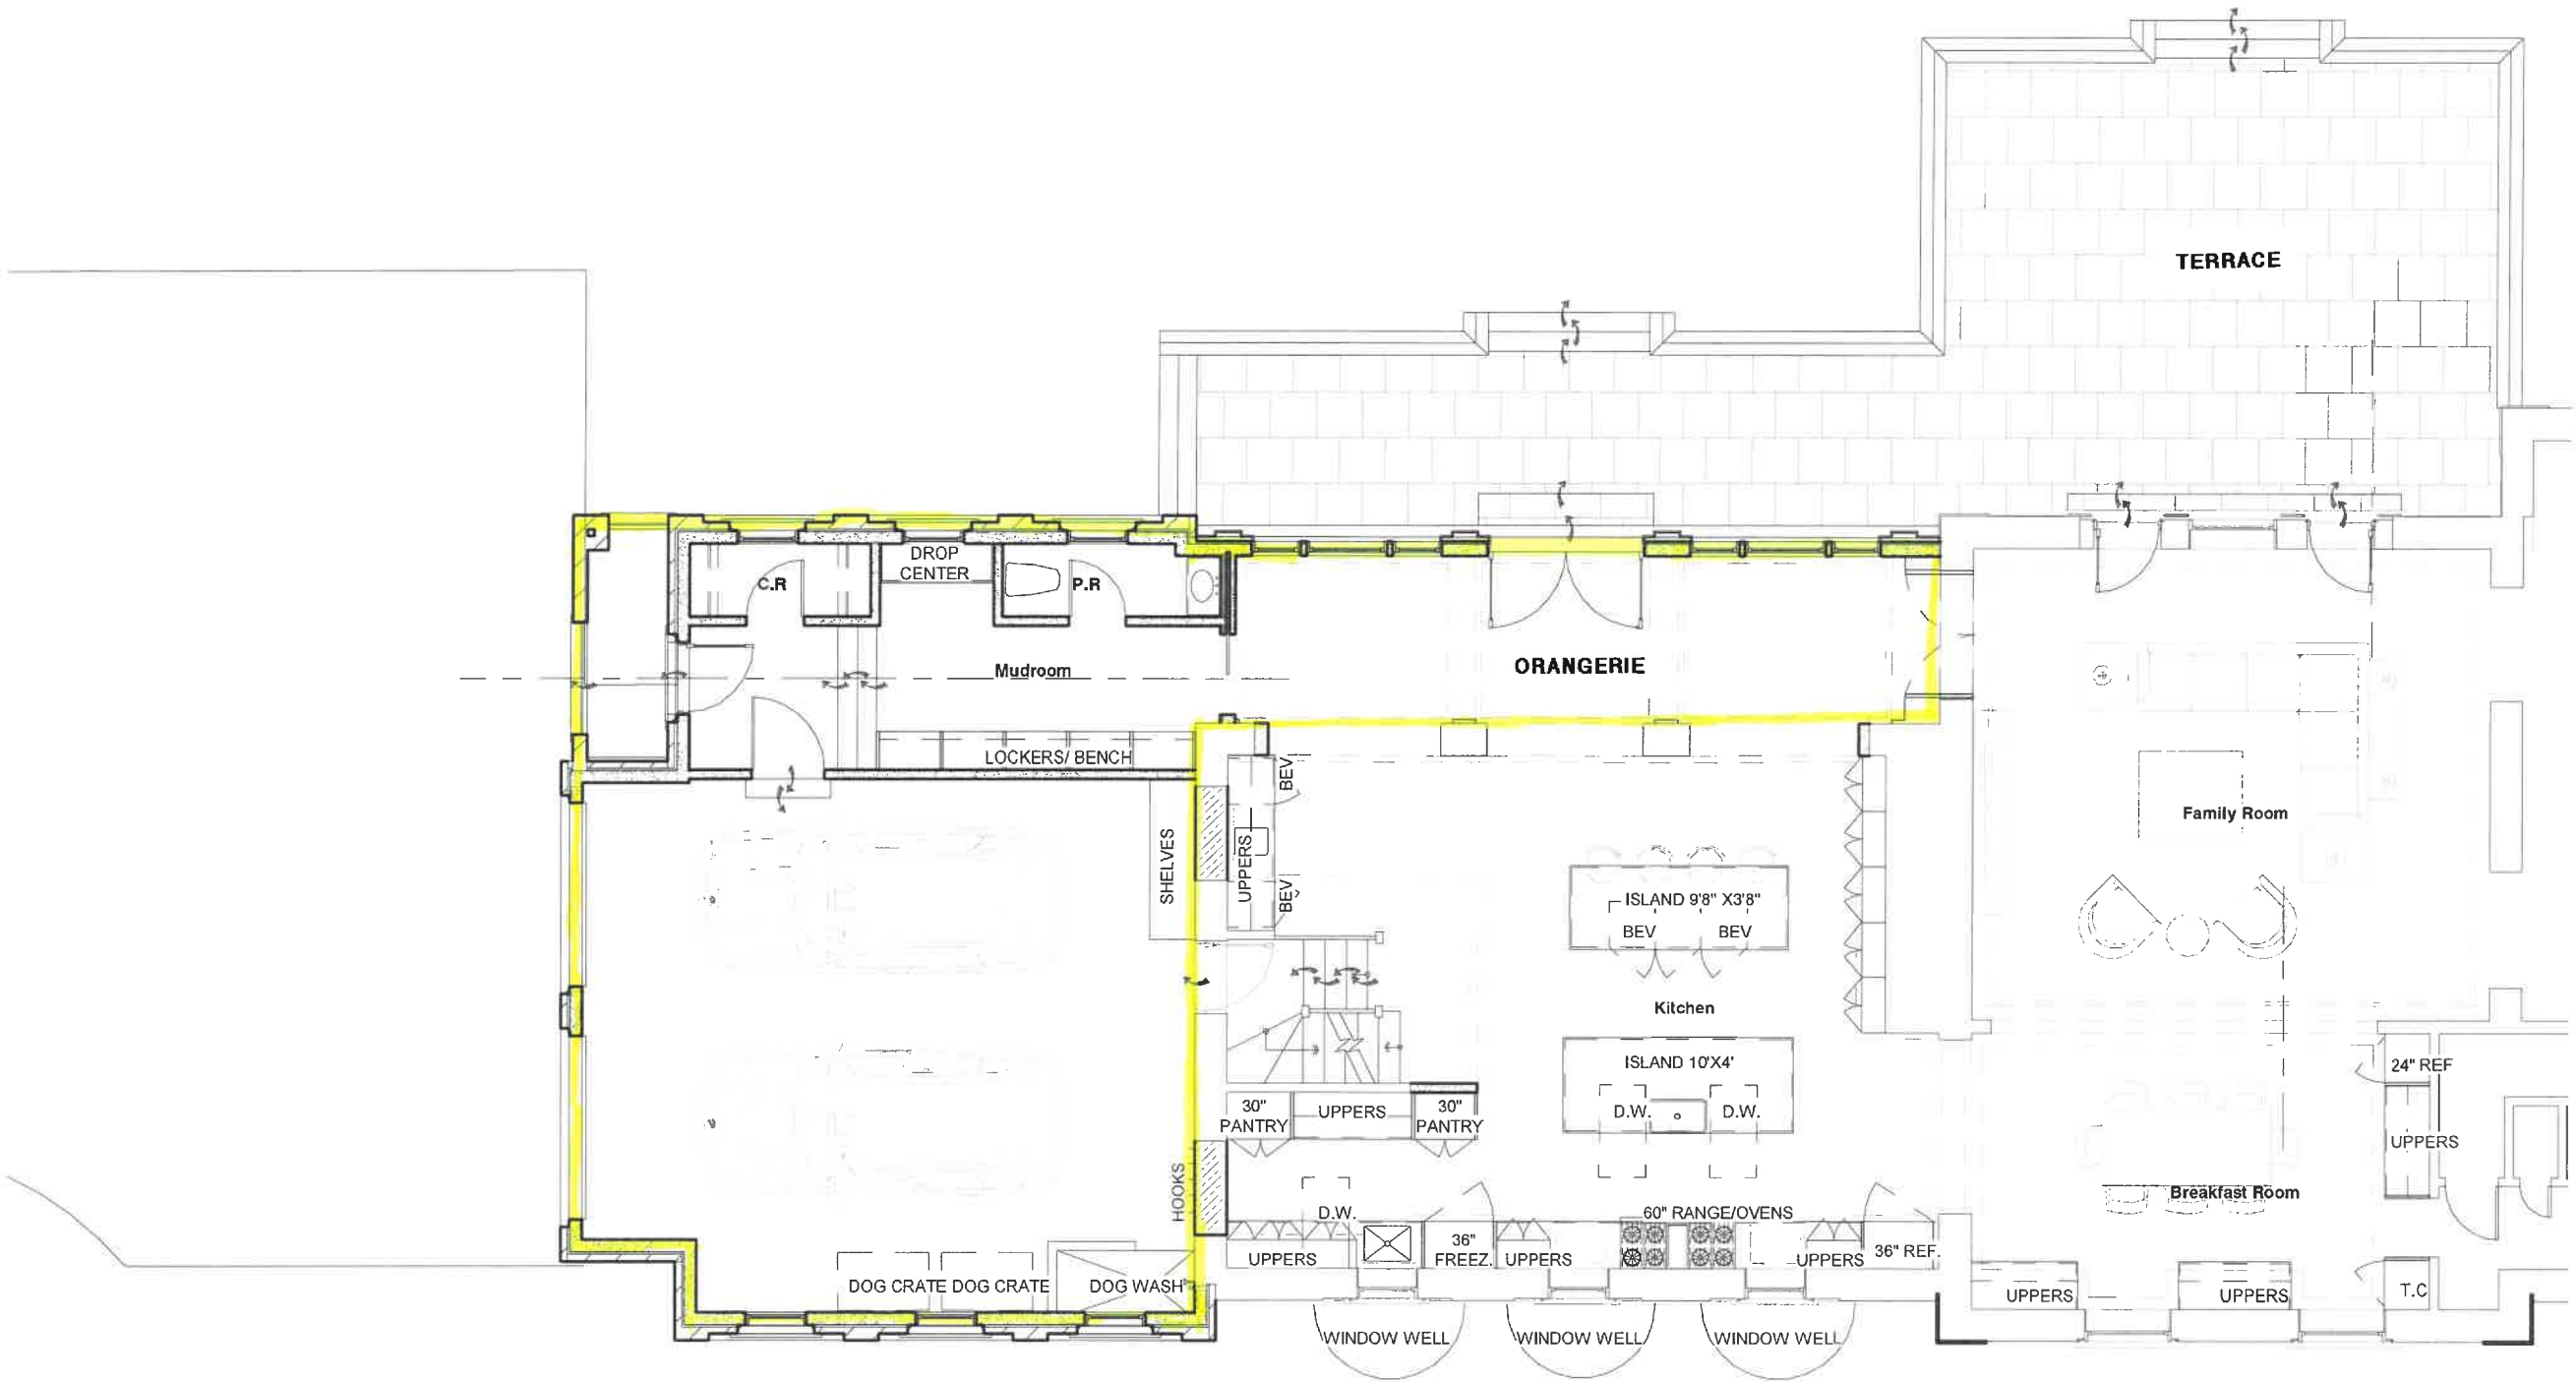 TERRACE
DROP
CENTER
C.R
P.R
Mudroom
ORANGERIE
LOCKERS/ BENCH
SHELVES
UPPERS
BEV
BEV
ISLAND 9'8" X3'8"
BEV
BEV
Family Room
Kitchen
ISLAND 10'X4'
D.W.
D.W.
24" REF
UPPERS
30"
PANTRY
UPPERS
30"
PANTRY
HOOKS
D.W.
60" RANGE/OVENS
Breakfast Room
UPPERS
36"
FREEZ.
UPPERS
UPPERS
36" REF.
DOG CRATE
DOG CRATE
DOG WASH
UPPERS
UPPERS
T.C
WINDOW WELL
WINDOW WELL
WINDOW WELL